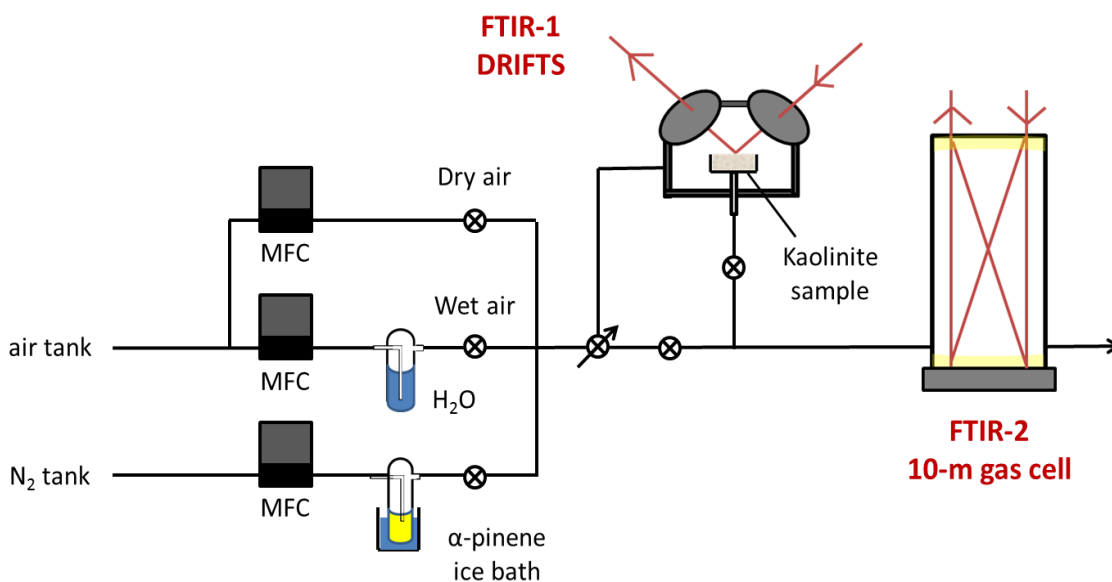 FTIR-1
DRIFTS
Dry air
MFC
Kaolinite
sample
Wet air
air tank
MFC
H₂O
FTIR-2
10-m gas cell
N₂ tank
MFC
α-pinene
ice bath